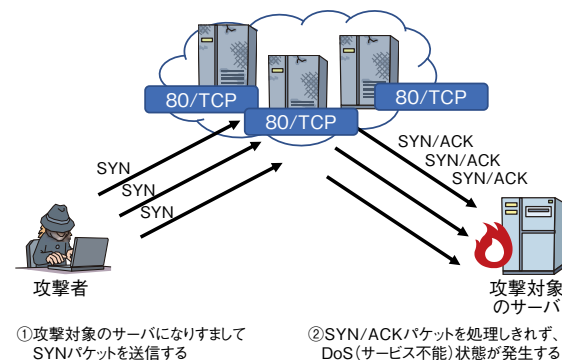 80/TCP
80/TCP
80/TCP
SYN/ACK
SYN/ACK
SYN/ACK
SYN
SYN
SYN
攻撃者
攻撃対象
のサーバ
①攻撃対象のサーバになりすまして
SYNパケットを送信する
②SYN/ACKパケットを処理しきれず、
DoS(サービス不能)状態が発生する